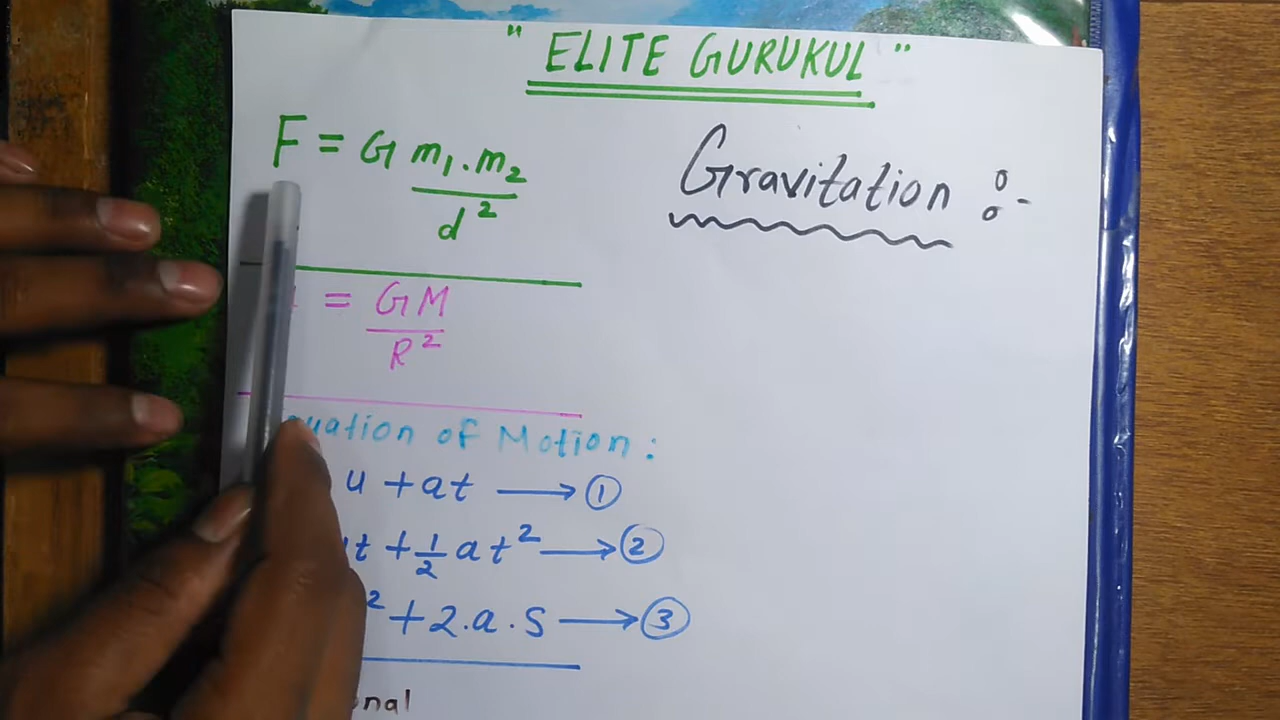 " ELITE GURUKUL "
F = G m₁.m₂ / d²
Gravitation :-
= GM / R²
uation of Motion :
u + at → ①
t + ½ at² → ②
² + 2.a.s → ③
nal